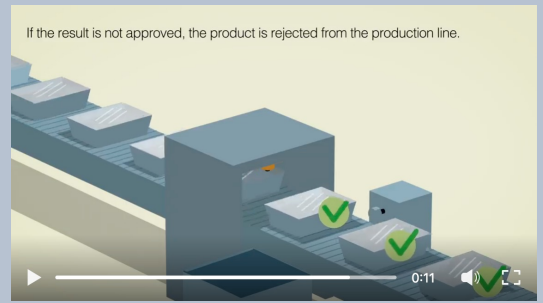 If the result is not approved, the product is rejected from the production line.
0:11